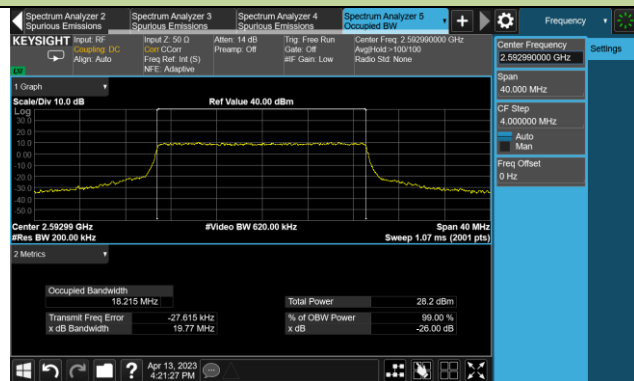 Spectrum Analyzer 2
Spurious Emissions
Spectrum Analyzer 3
Spurious Emissions
Spectrum Analyzer 4
Spurious Emissions
Spectrum Analyzer 5
Occupied BW
Frequency
KEYSIGHT
Input: RF
Coupling: DC
Align: Auto
Input Z: 50 Ω
Corr CCorr
Freq Ref: Int (S)
NFE: Adaptive
Atten: 14 dB
Preamp: Off
Trig: Free Run
Gate: Off
#IF Gain: Low
Center Freq: 2.592990000 GHz
Avg|Hold:>100/100
Radio Std: None
Center Frequency
2.592990000 GHz
Settings
Span
40.000 MHz
CF Step
4.000000 MHz
Auto
Man
Freq Offset
0 Hz
1 Graph
Scale/Div 10.0 dB
Ref Value 40.00 dBm
Log
30.0
20.0
10.0
0.00
-10.0
-20.0
-30.0
-40.0
-50.0
Center 2.59299 GHz
#Video BW 620.00 kHz
Span 40 MHz
#Res BW 200.00 kHz
Sweep 1.07 ms (2001 pts)
2 Metrics
Occupied Bandwidth
18.215 MHz
Total Power
28.2 dBm
Transmit Freq Error
-27.615 kHz
% of OBW Power
99.00 %
x dB Bandwidth
19.77 MHz
x dB
-26.00 dB
Apr 13, 2023
4:21:27 PM